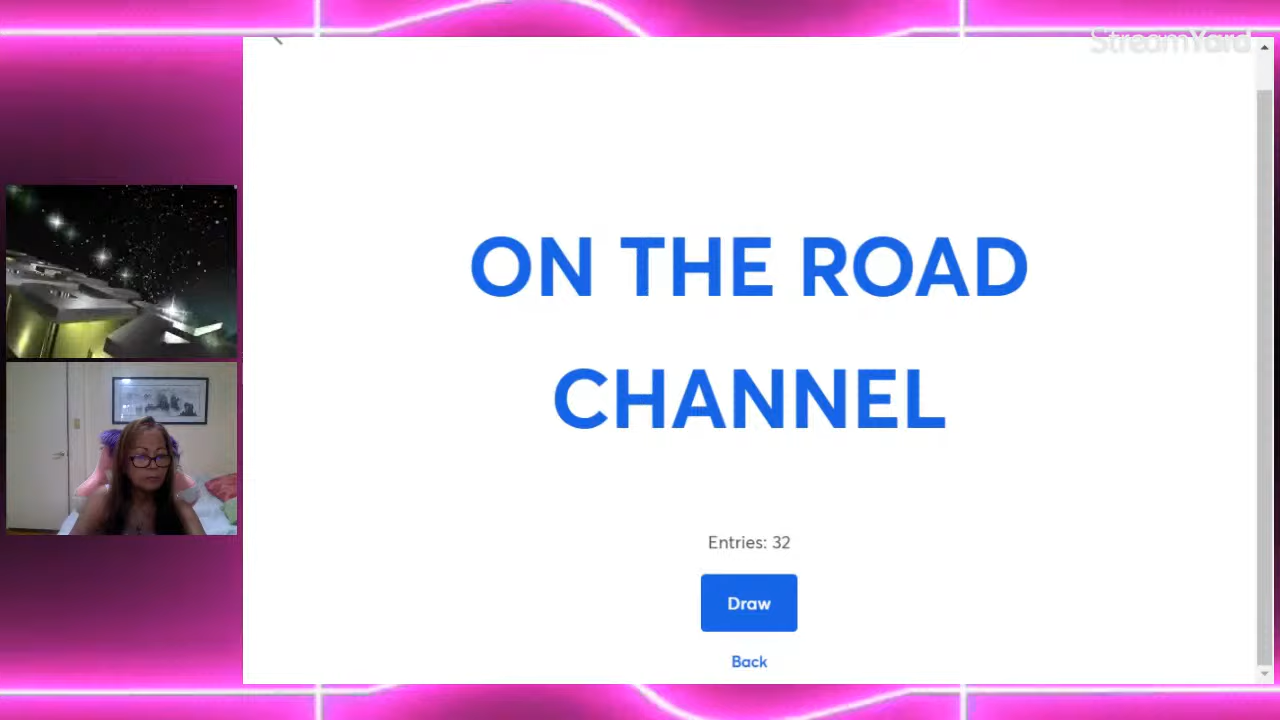 StreamYard
ON THE ROAD
CHANNEL
Entries: 32
Draw
Back